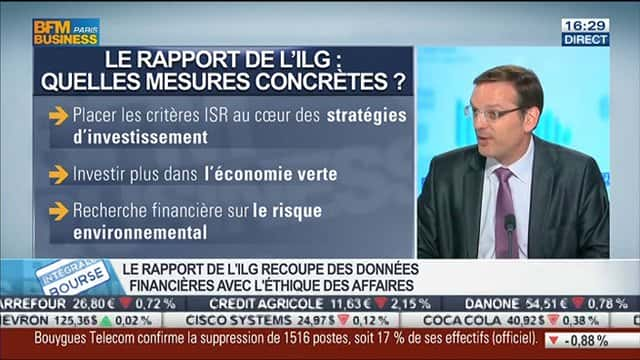 BFM PARIS
BUSINESS
16:29
DIRECT
LE RAPPORT DE L'ILG :
QUELLES MESURES CONCRÈTES ?
Placer les critères ISR au cœur des stratégies
d'investissement
Investir plus dans l'économie verte
Recherche financière sur le risque
environnemental
INTÉGRALE
BOURSE
LE RAPPORT DE L'ILG RECOUPE DES DONNÉES
FINANCIÈRES AVEC L'ÉTHIQUE DES AFFAIRES
ARREFOUR 26,80 € 0,72 % CREDIT AGRICOLE 11,63 € 2,15 % DANONE 54,51 € 0,78 %
EVRON 125,36 $ 0,02 % CISCO SYSTEMS 24,97 $ 0,12 % COCA COLA 40,92 $ 0,38 %
Bouygues Telecom confirme la suppression de 1516 postes, soit 17 % de ses effectifs (officiel). -0,88 %